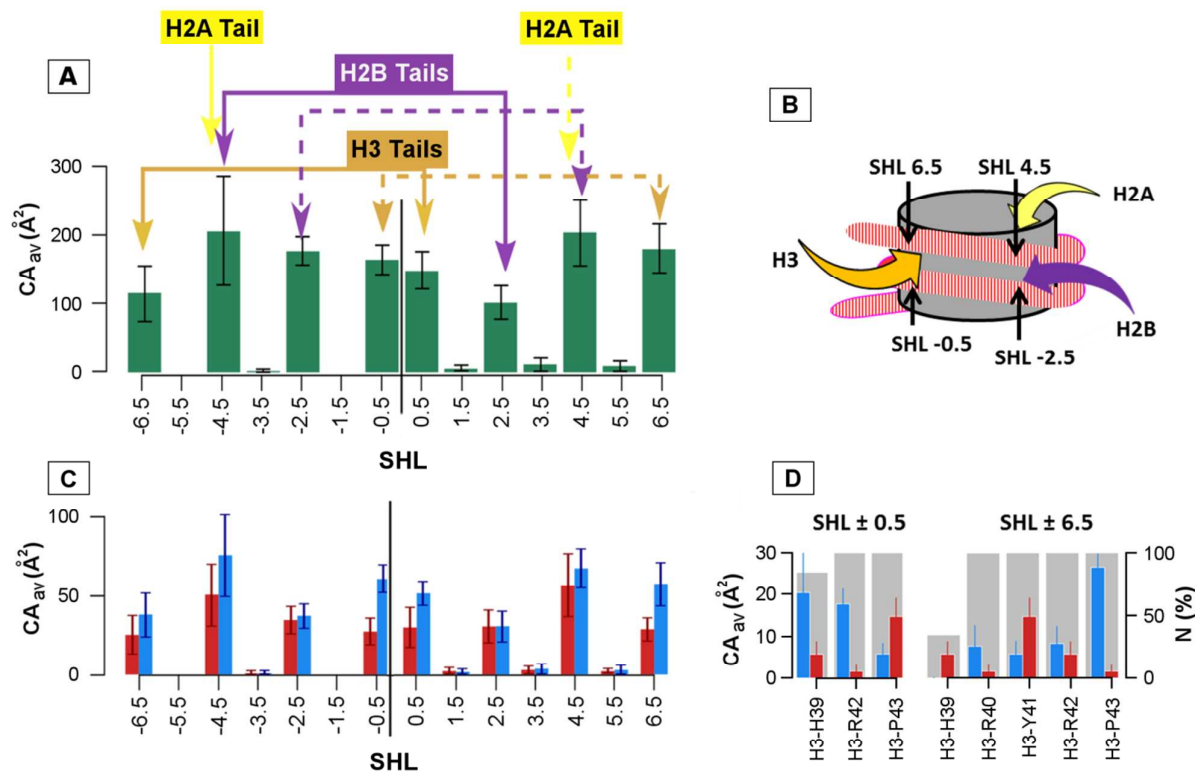 H2A Tail
H2A Tail
A
H2B Tails
H3 Tails
CA av (Å²)
300
200
100
0
-6.5 -5.5 -4.5 -3.5 -2.5 -1.5 -0.5 0.5 1.5 2.5 3.5 4.5 5.5 6.5
SHL
B
SHL 6.5 SHL 4.5
H2A
H3
SHL -0.5 SHL -2.5
H2B
C
CA av (Å²)
100
50
0
-6.5 -5.5 -4.5 -3.5 -2.5 -1.5 -0.5 0.5 1.5 2.5 3.5 4.5 5.5 6.5
SHL
D
SHL ± 0.5 SHL ± 6.5
CA av (Å²)
30
20
10
0
100
50
0
N (%)
H3-H39 H3-R42 H3-P43 H3-H39 H3-R40 H3-Y41 H3-R42 H3-P43